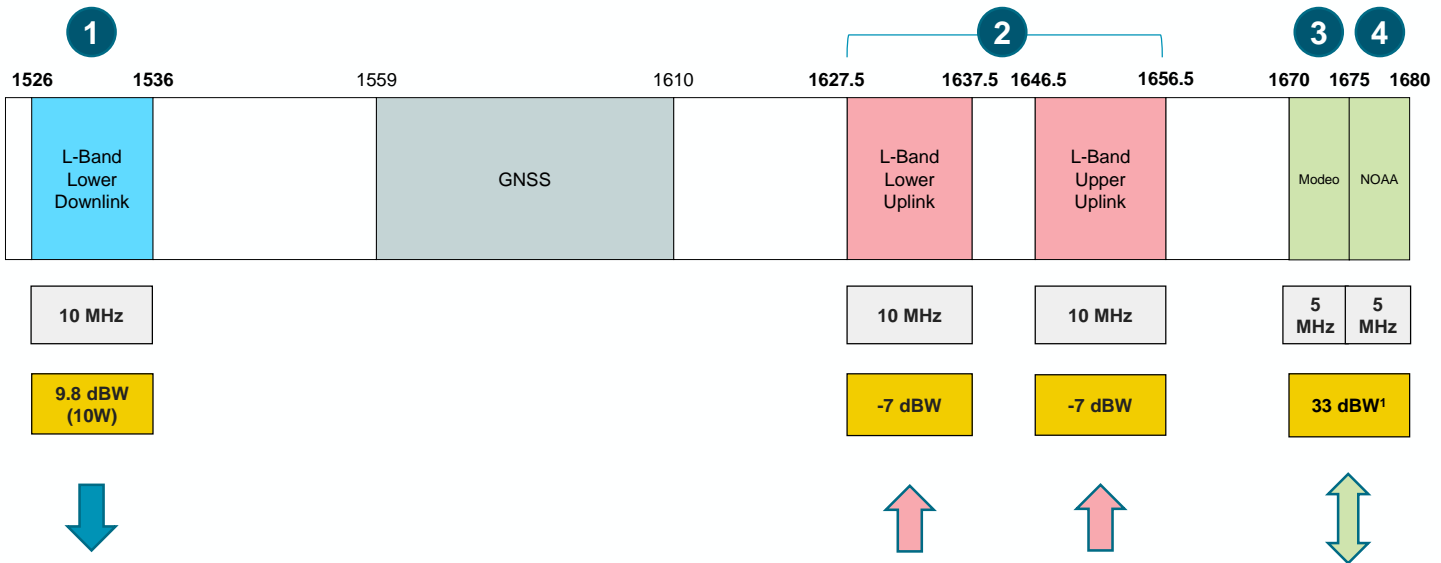 1
2
3
4
1526
1536
1559
1610
1627.5
1637.5
1646.5
1656.5
1670
1675
1680
L-Band
Lower
Downlink
GNSS
L-Band
Lower
Uplink
L-Band
Upper
Uplink
Modeo
NOAA
10 MHz
10 MHz
10 MHz
5
MHz
5
MHz
9.8 dBW
(10W)
-7 dBW
-7 dBW
33 dBW¹